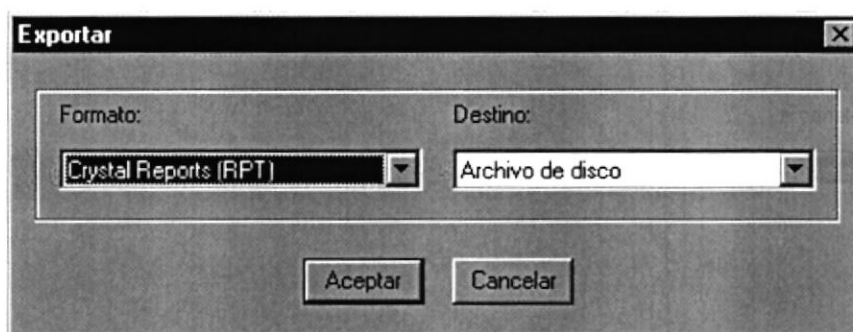 Exportar
Formato:
Destino:
Crystal Reports (RPT)
Archivo de disco
Aceptar
Cancelar